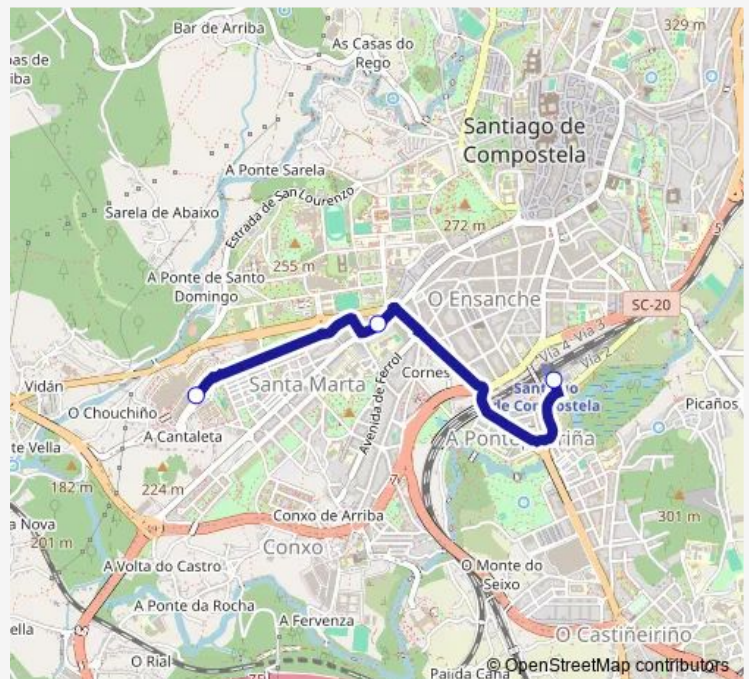 Bar de Arriba
As Casas do
Rego
329 m
Santiago de
Compostela
A Ponte Sarela
Estrada de San Lourenzo
Sarela de Abaixo
272 m
255 m
A Ponte de Santo
Domingo
5
O Ensanche
SC-20
Vía 4
Vía 3
Vía 2
Vidán
Santa Marta
Avenida de Ferrol
Cornes
de Compostela
Picaños
O Chouchiño
A Cantaleta
182 m
224 m
7
301 m
Conxo de Arriba
Conxo
O Monte do
Seixo
A Volta do Castro
A Ponte da Rocha
A Fervenza
O Castiñeiriño
O Rial
© OpenStreetMap contributors